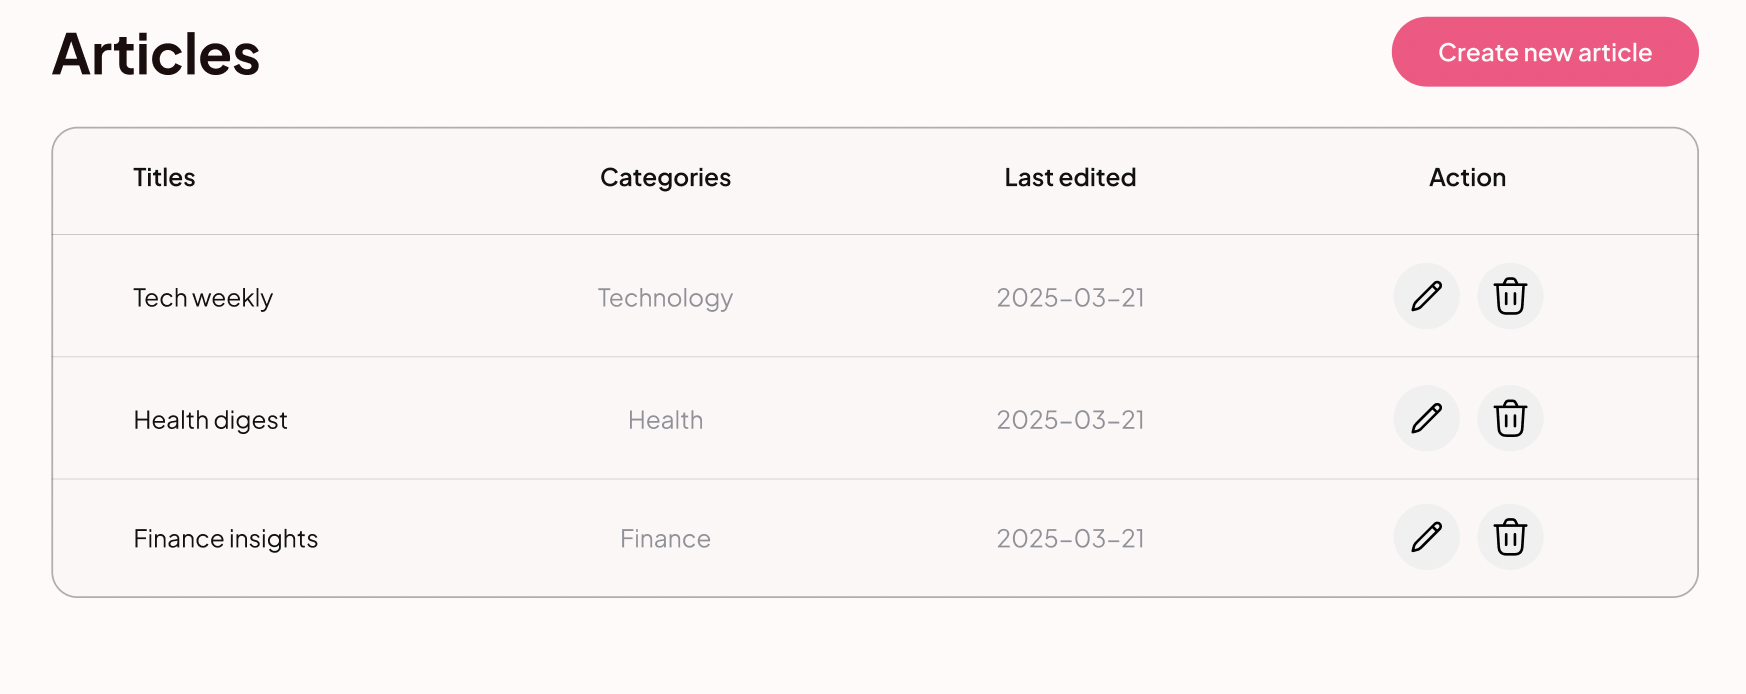 Articles
Create new article
Titles Categories Last edited Action
Tech weekly Technology 2025–03–21
Health digest Health 2025–03–21
Finance insights Finance 2025–03–21